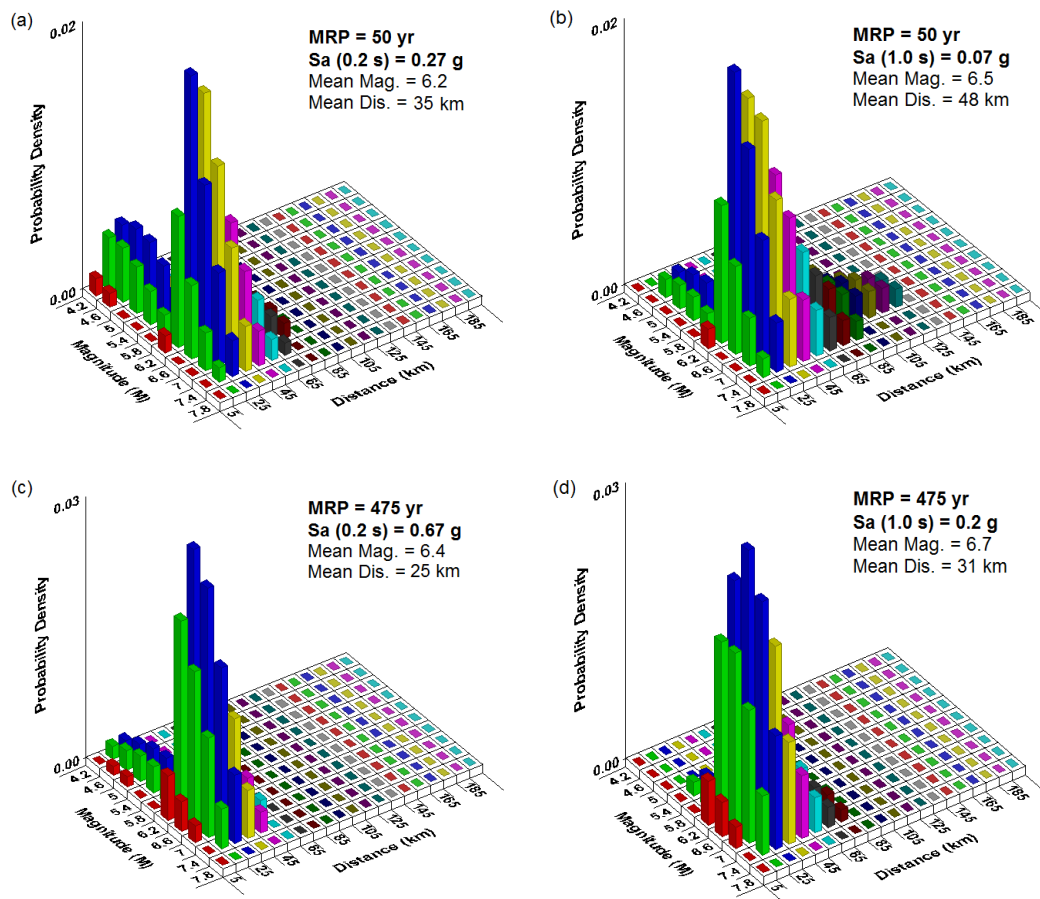 (a)
MRP = 50 yr
Sa (0.2 s) = 0.27 g
Mean Mag. = 6.2
Mean Dis. = 35 km
0.02
Probability Density
0.00
4.2
4.6
5
5.4
5.8
6.2
6.6
7
7.4
7.8
Magnitude (M)
5
25
45
65
85
105
125
145
165
185
Distance (km)
(b)
MRP = 50 yr
Sa (1.0 s) = 0.07 g
Mean Mag. = 6.5
Mean Dis. = 48 km
0.02
Probability Density
0.00
4.2
4.6
5
5.4
5.8
6.2
6.6
7
7.4
7.8
Magnitude (M)
5
25
45
65
85
105
125
145
165
185
Distance (km)
(c)
MRP = 475 yr
Sa (0.2 s) = 0.67 g
Mean Mag. = 6.4
Mean Dis. = 25 km
0.03
Probability Density
0.00
4.2
4.6
5
5.4
5.8
6.2
6.6
7
7.4
7.8
Magnitude (M)
5
25
45
65
85
105
125
145
165
185
Distance (km)
(d)
MRP = 475 yr
Sa (1.0 s) = 0.2 g
Mean Mag. = 6.7
Mean Dis. = 31 km
0.03
Probability Density
0.00
4.2
4.6
5
5.4
5.8
6.2
6.6
7
7.4
7.8
Magnitude (M)
5
25
45
65
85
105
125
145
165
185
Distance (km)